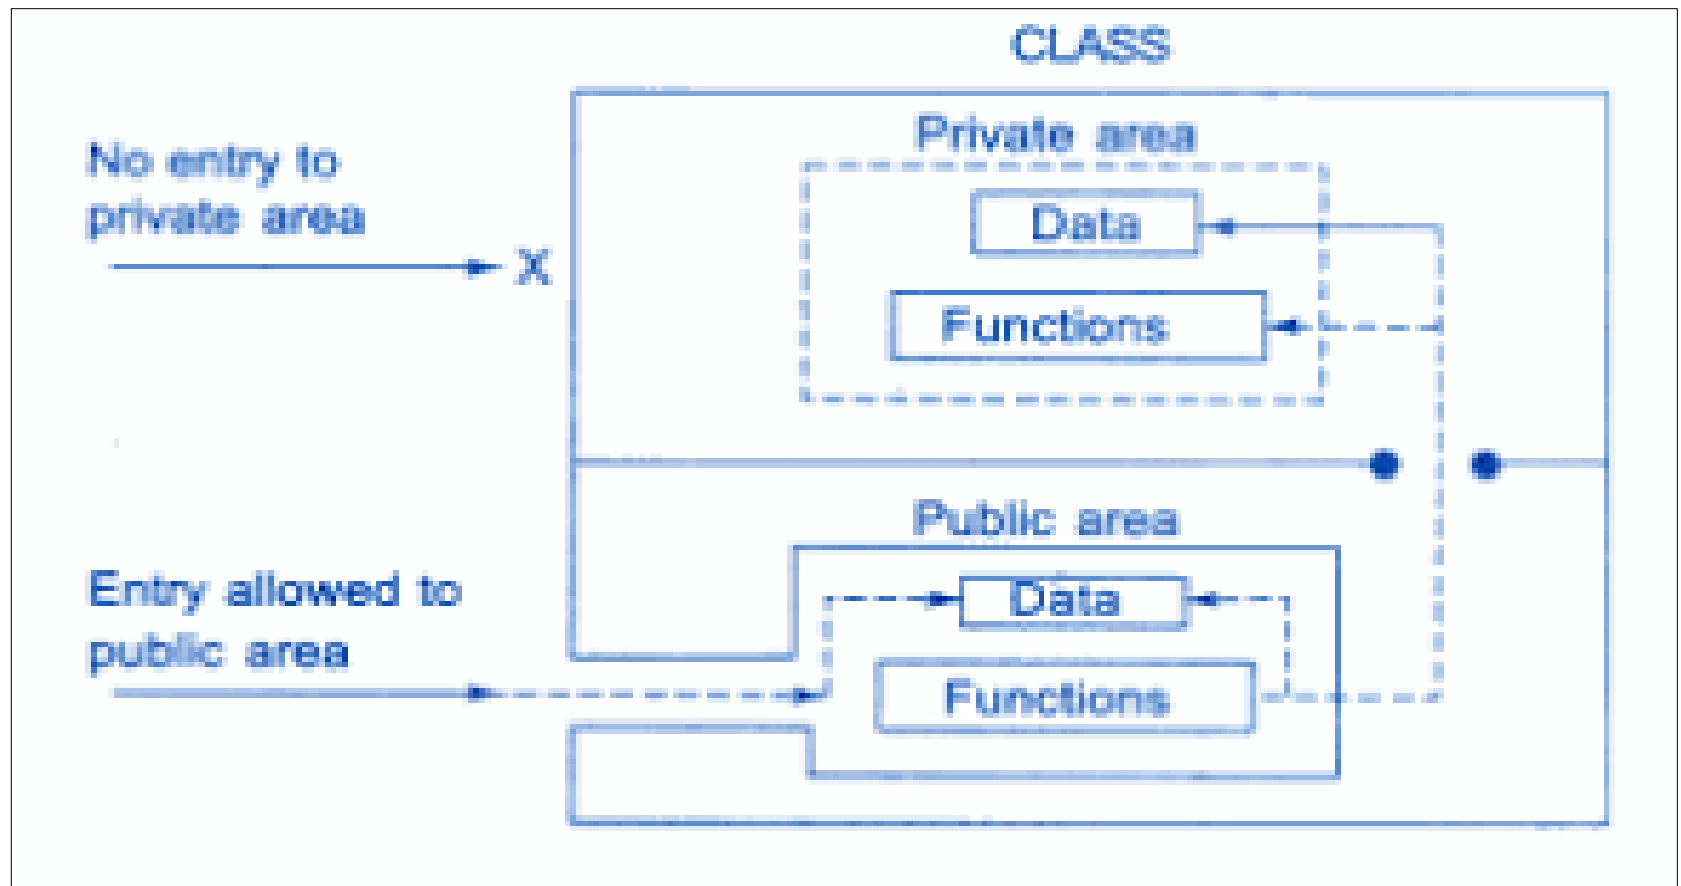 CLASS
Private area
No entry to
private area
X
Data
Functions
Public area
Entry allowed to
public area
Data
Functions